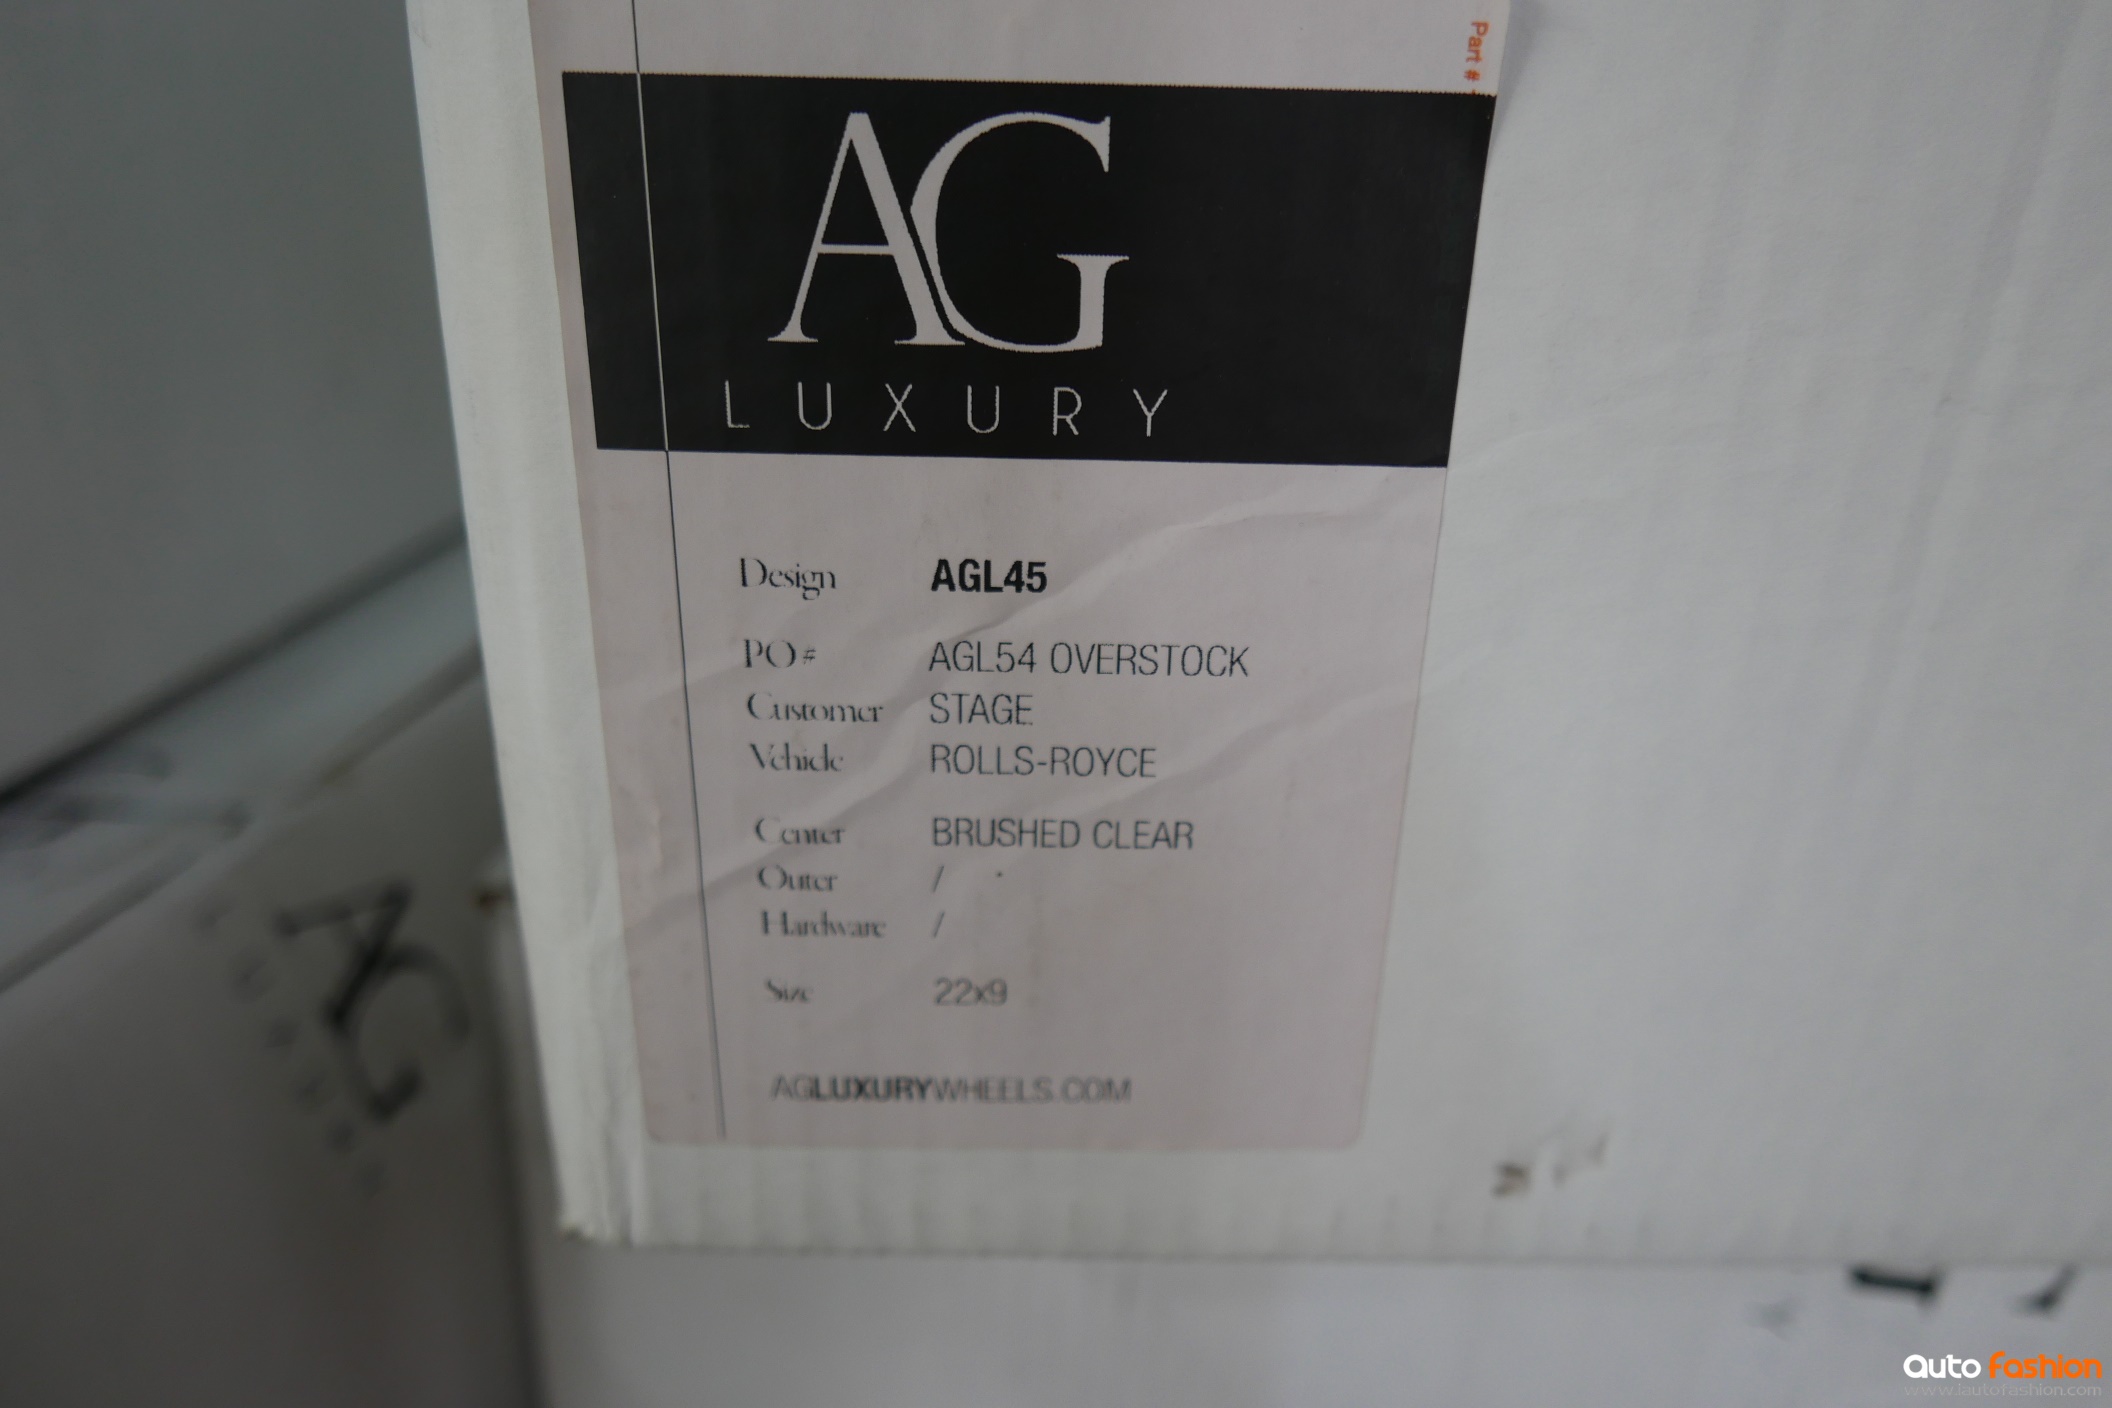 Part #
AG
LUXURY
Design AGL45
PO# AGL54 OVERSTOCK
Customer STAGE
Vehicle ROLLS-ROYCE
Center BRUSHED CLEAR
Outer /
Hardware /
Size 22x9
AGLUXURYWHEELS.COM
AG
auto fashion
www.iautofashion.com